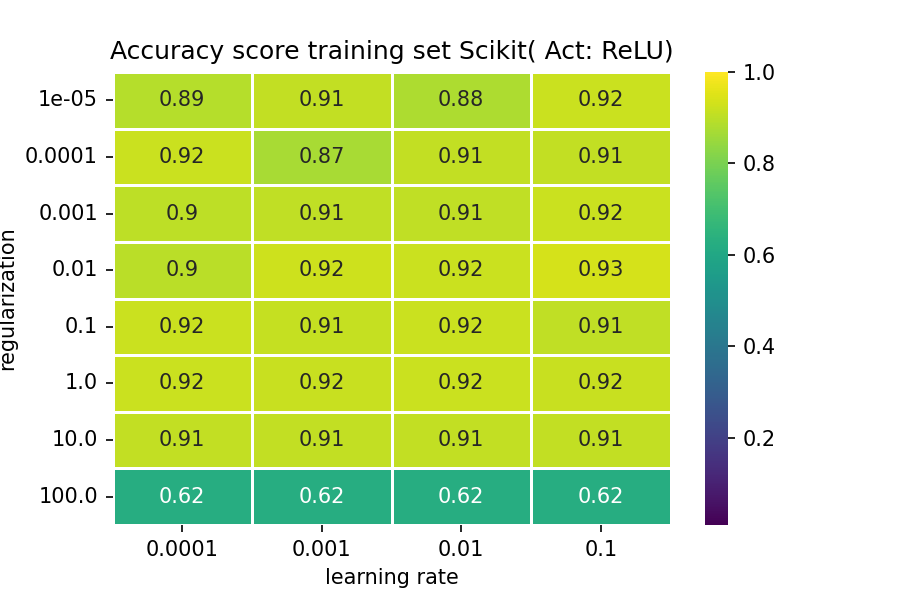 Accuracy score training set Scikit( Act: ReLU)
1e-05 0.89 0.91 0.88 0.92
0.0001 0.92 0.87 0.91 0.91
0.001 0.9 0.91 0.91 0.92
0.01 0.9 0.92 0.92 0.93
0.1 0.92 0.91 0.92 0.91
1.0 0.92 0.92 0.92 0.92
10.0 0.91 0.91 0.91 0.91
100.0 0.62 0.62 0.62 0.62
0.0001 0.001 0.01 0.1
learning rate
regularization
1.0
0.8
0.6
0.4
0.2